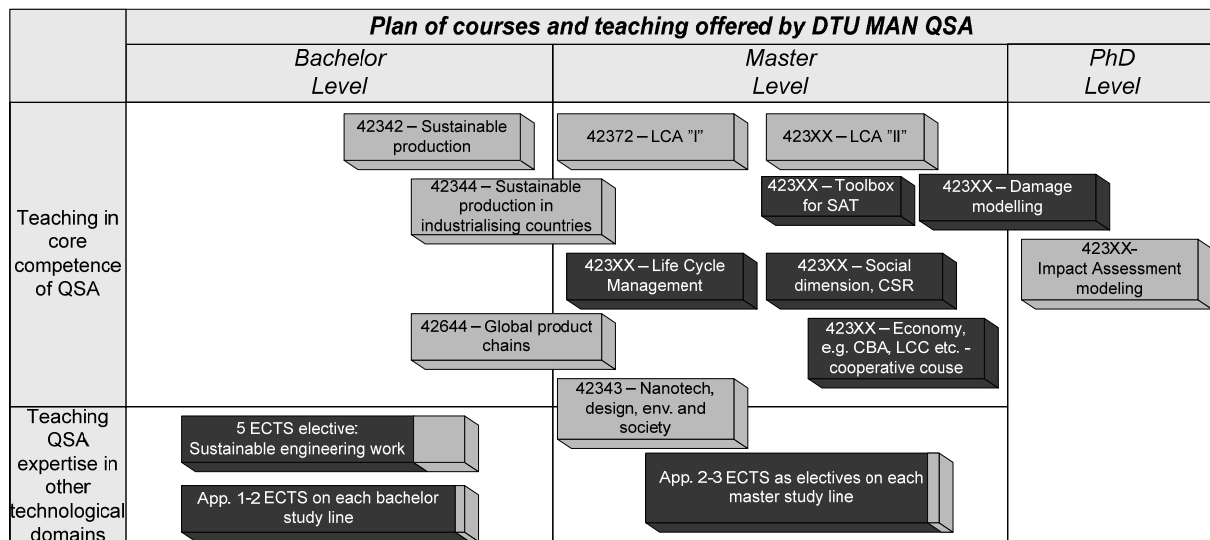 Plan of courses and teaching offered by DTU MAN QSA
Bachelor
Level
Master
Level
PhD
Level
Teaching in
core
competence
of QSA
42342 – Sustainable
production
42372 – LCA ”I”
423XX – LCA ”II”
42344 – Sustainable
production in
industrialising countries
423XX – Toolbox
for SAT
423XX – Damage
modelling
423XX–
Impact Assessment
modeling
423XX – Life Cycle
Management
423XX – Social
dimension, CSR
42644 – Global product
chains
423XX – Economy,
e.g. CBA, LCC etc. -
cooperative couse
42343 – Nanotech,
design, env. and
society
Teaching
QSA
expertise in
other
technological
domains
5 ECTS elective:
Sustainable engineering work
App. 1-2 ECTS on each bachelor
study line
App. 2-3 ECTS as electives on each
master study line